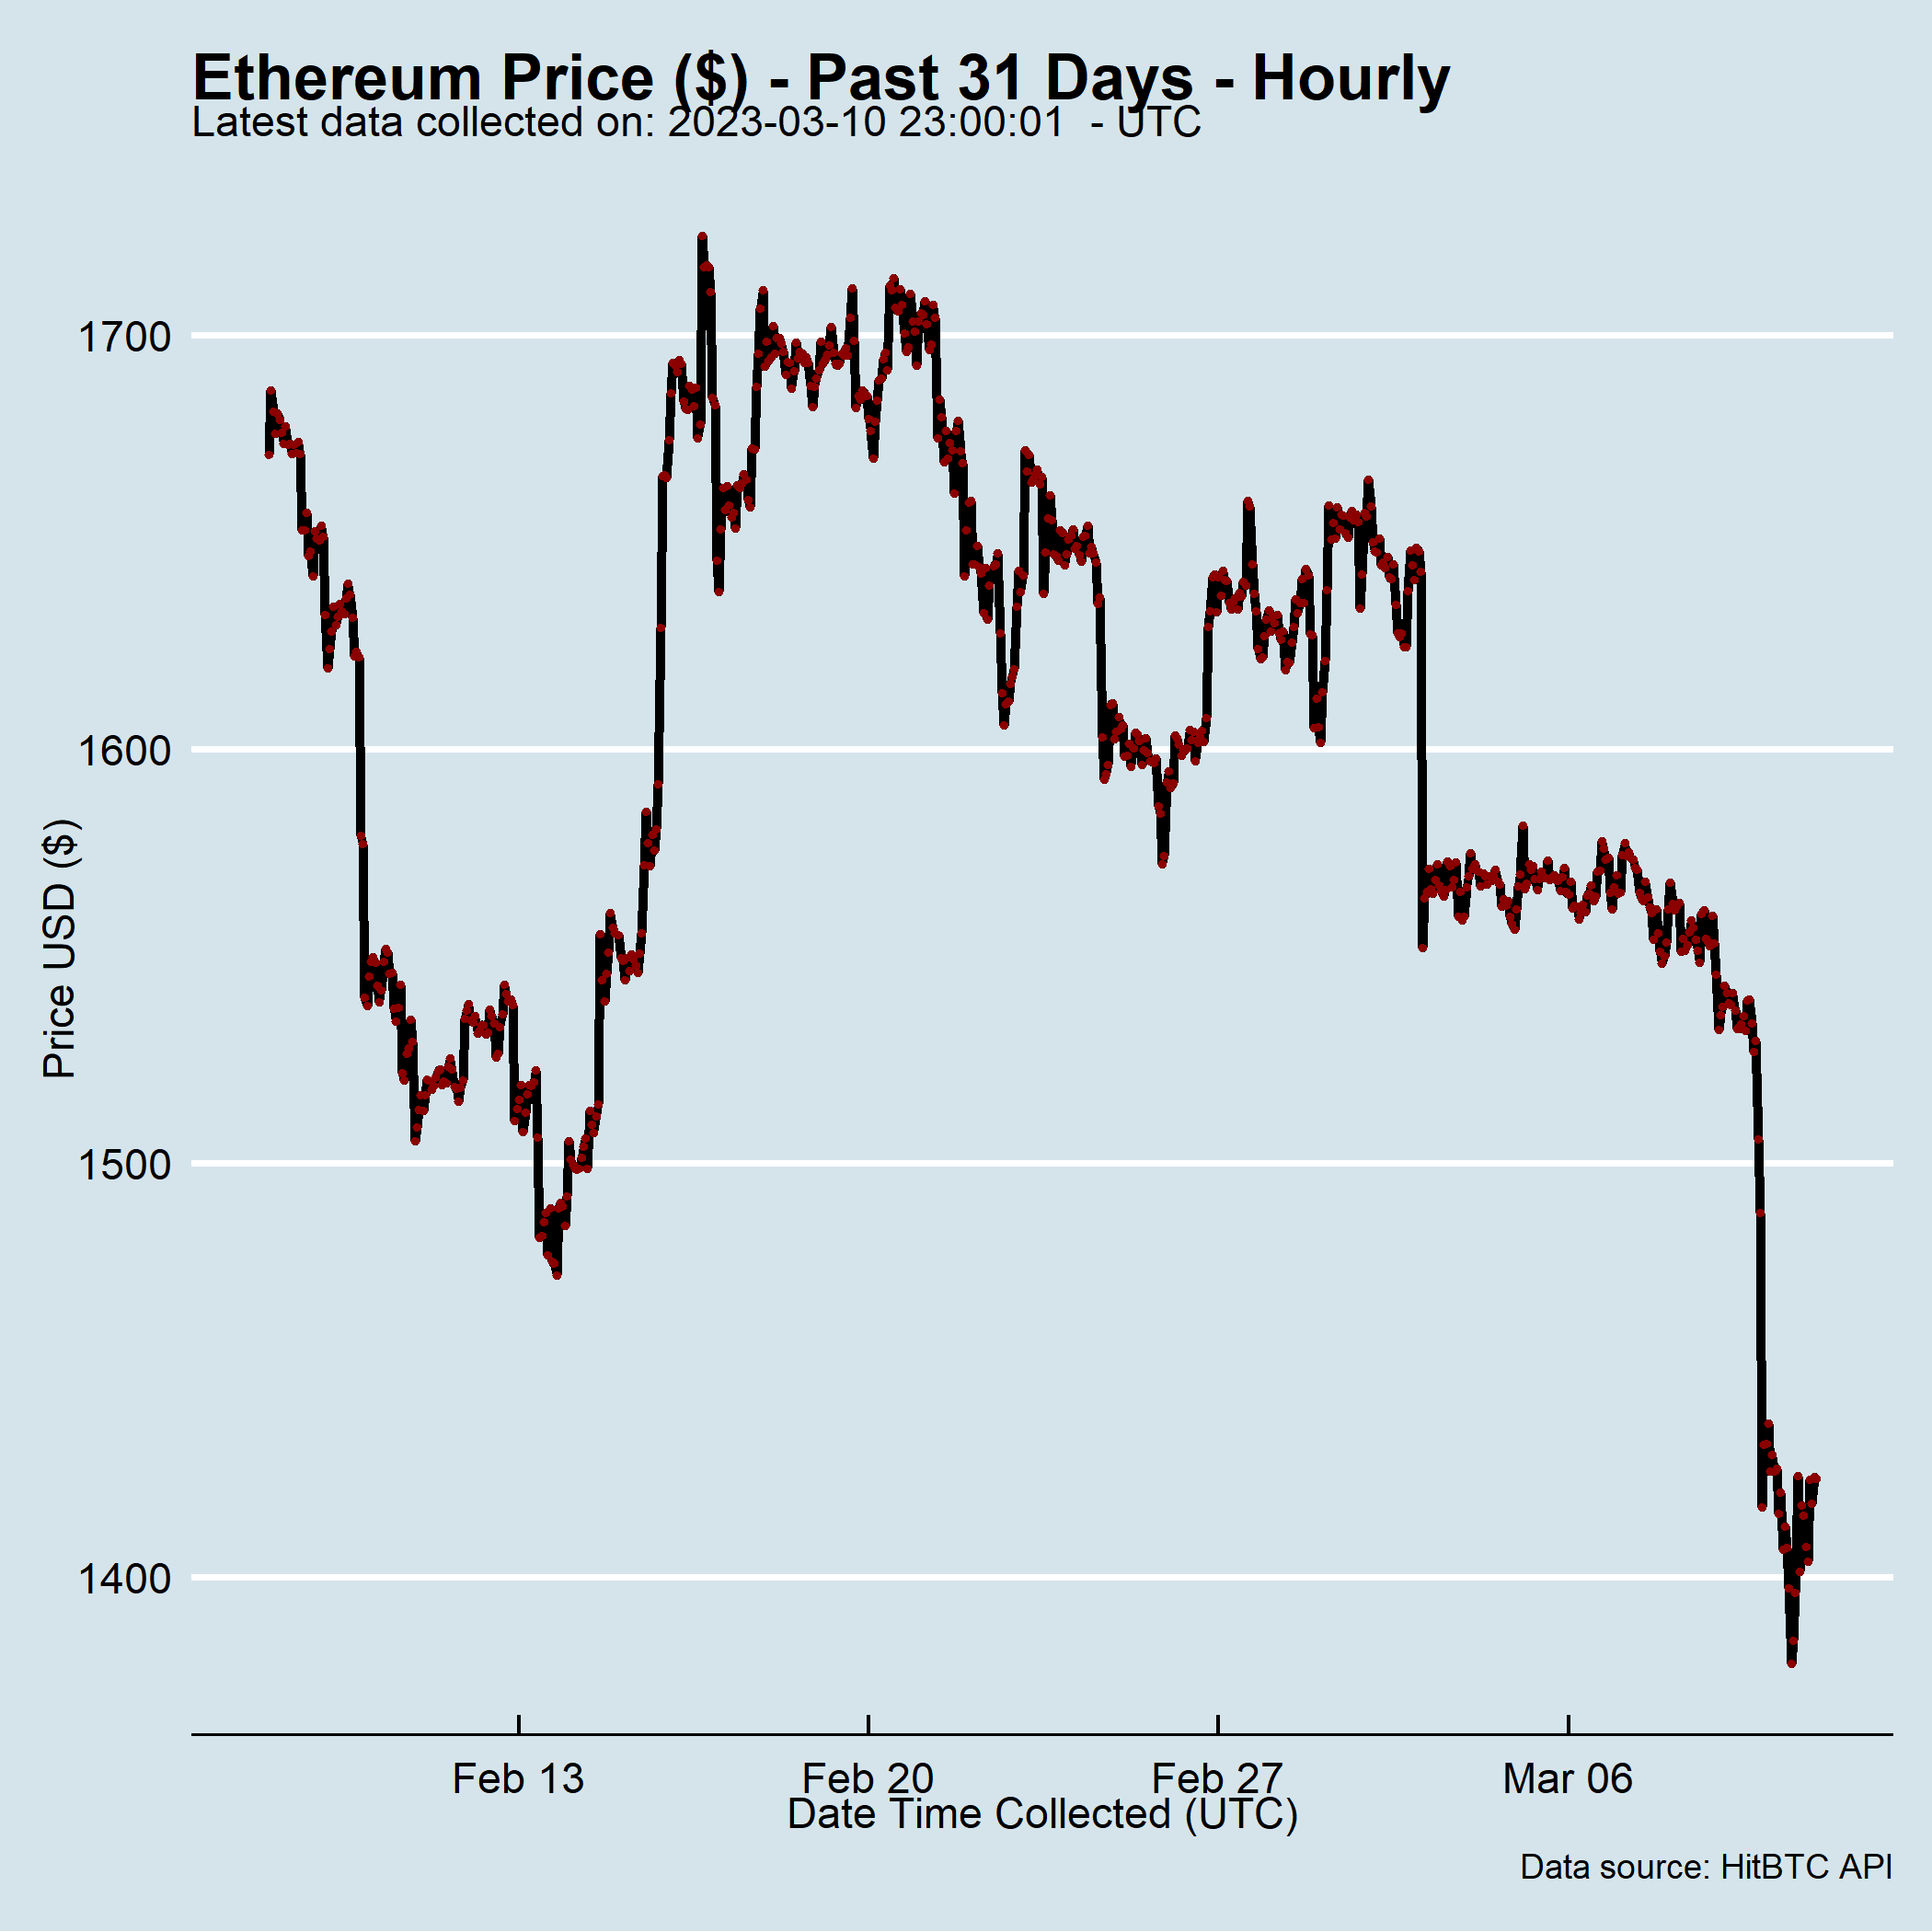 Ethereum Price ($) - Past 31 Days - Hourly
Latest data collected on: 2023-03-10 23:00:01  - UTC
1700
1600
1500
1400
Price USD ($)
Feb 13
Feb 20
Feb 27
Mar 06
Date Time Collected (UTC)
Data source: HitBTC API